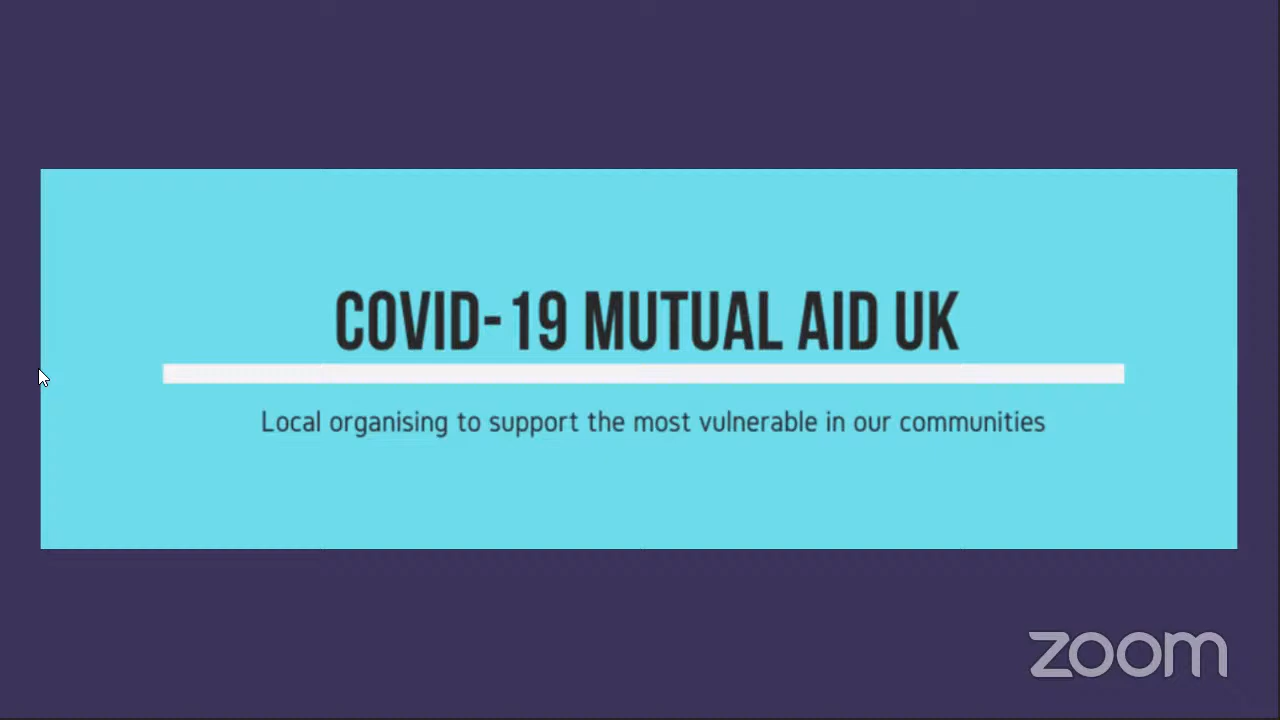 COVID-19 MUTUAL AID UK
Local organising to support the most vulnerable in our communities
zoom